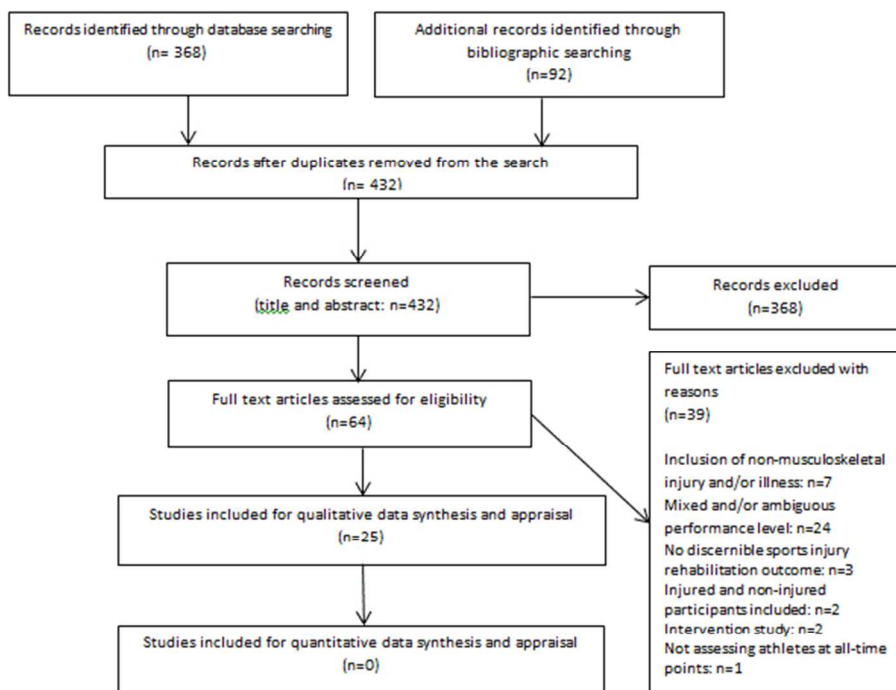 Records identified through database searching
(n= 368)
Additional records identified through
bibliographic searching
(n=92)
Records after duplicates removed from the search
(n= 432)
Records screened
(title and abstract: n=432)
Records excluded
(n=368)
Full text articles assessed for eligibility
(n=64)
Full text articles excluded with
reasons
(n=39)
Inclusion of non-musculoskeletal
injury and/or illness: n=7
Mixed and/or ambiguous
performance level: n=24
No discernible sports injury
rehabilitation outcome: n=3
Injured and non-injured
participants included: n=2
Intervention study: n=2
Not assessing athletes at all-time
points: n=1
Studies included for qualitative data synthesis and appraisal
(n=25)
Studies included for quantitative data synthesis and appraisal
(n=0)